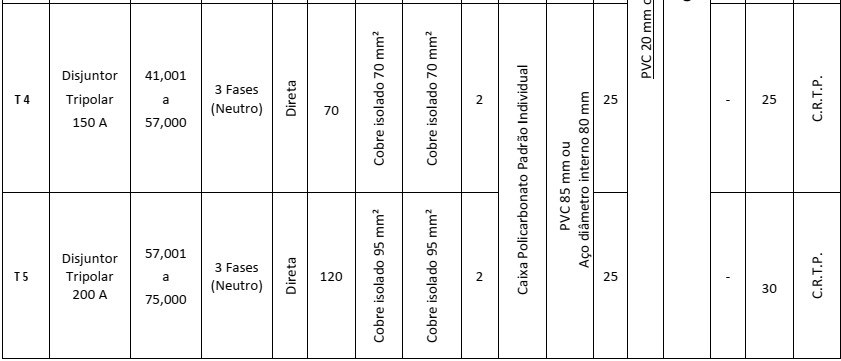 T 4
Disjuntor
Tripolar
150 A
41,001
a
57,000
3 Fases
(Neutro)
Direta
70
Cobre isolado 70 mm²
Cobre isolado 70 mm²
2
Caixa Policarbonato Padrão Individual
PVC 85 mm ou
Aço diâmetro interno 80 mm
25
PVC 20 mm
-
25
C.R.T.P.
T 5
Disjuntor
Tripolar
200 A
57,001
a
75,000
3 Fases
(Neutro)
Direta
120
Cobre isolado 95 mm²
Cobre isolado 95 mm²
2
25
-
30
C.R.T.P.